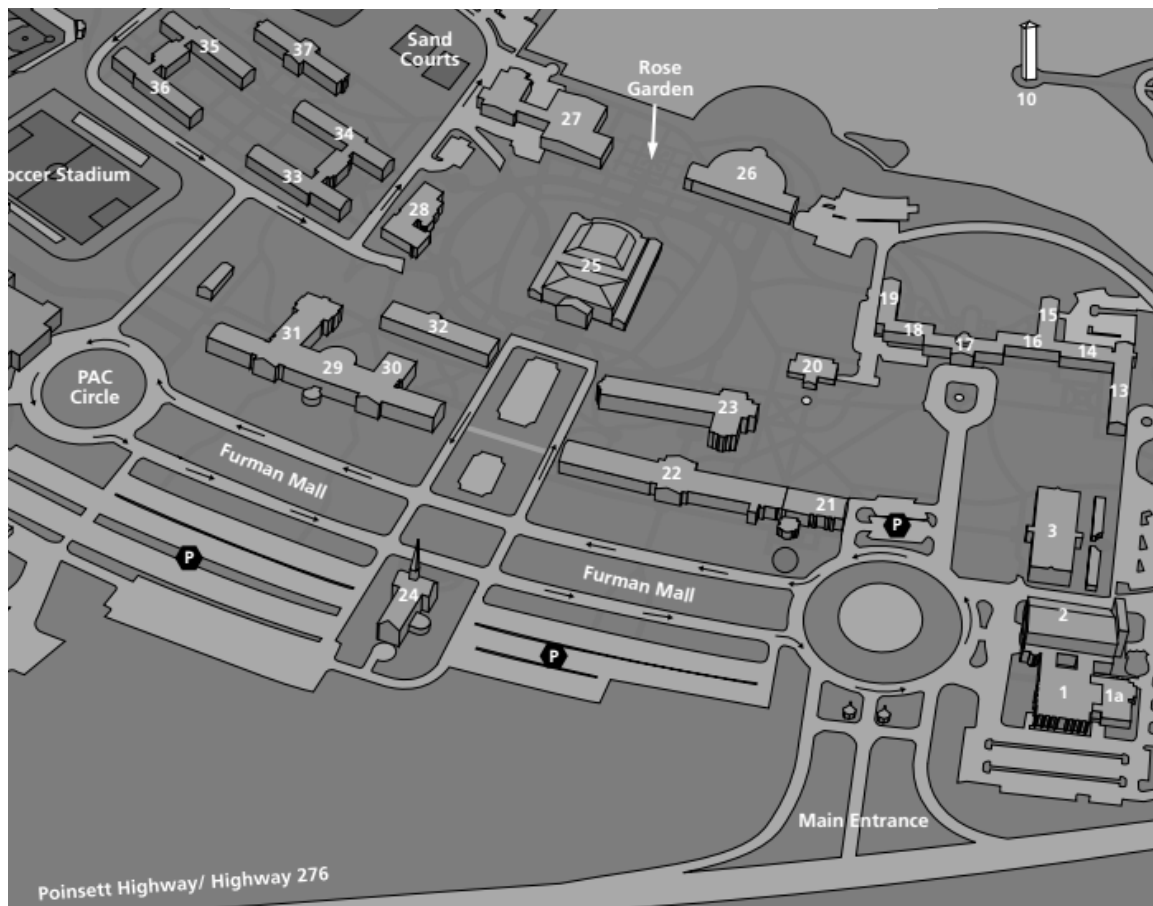 35
37
Sand
Courts
36
Rose
Garden
10
27
34
occer Stadium
33
26
28
25
19
15
31
32
18
17
16
14
29
30
20
13
PAC
Circle
23
Furman Mall
22
21
P
3
P
24
Furman Mall
2
P
1
1a
Main Entrance
Poinsett Highway/ Highway 276